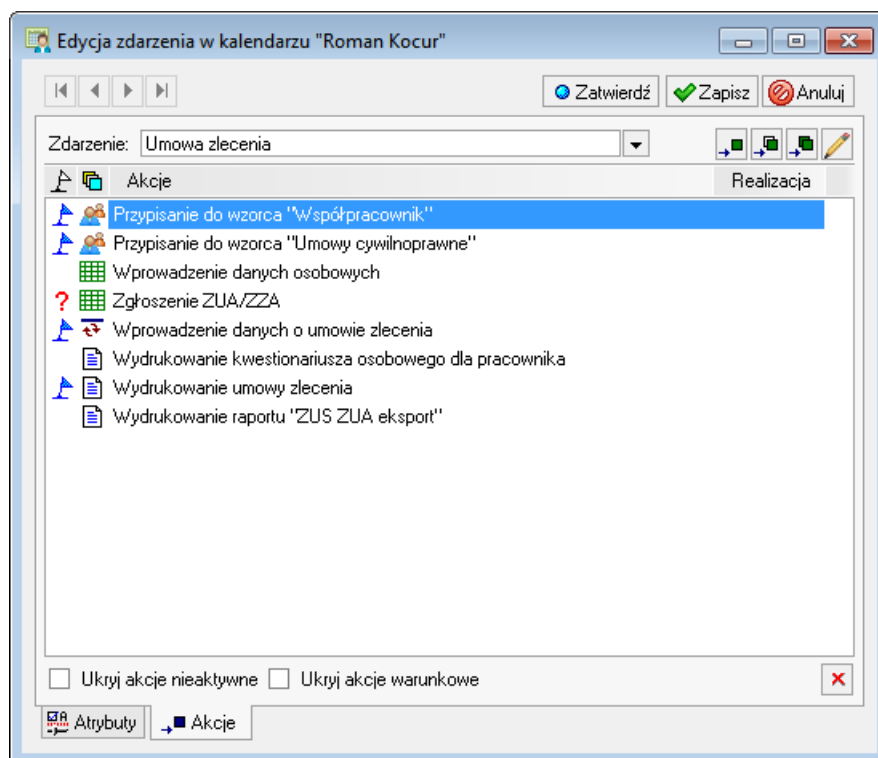 Edycja zdarzenia w kalendarzu "Roman Kocur"
Zatwierdź Zapisz Anuluj
Zdarzenie: Umowa zlecenia
Akcje Realizacja
Przypisanie do wzorca "Współpracownik"
Przypisanie do wzorca "Umowy cywilnoprawne"
Wprowadzenie danych osobowych
? Zgłoszenie ZUA/ZZA
Wprowadzenie danych o umowie zlecenia
Wydrukowanie kwestionariusza osobowego dla pracownika
Wydrukowanie umowy zlecenia
Wydrukowanie raportu "ZUS ZUA eksport"
Ukryj akcje nieaktywne Ukryj akcje warunkowe
Atrybuty Akcje